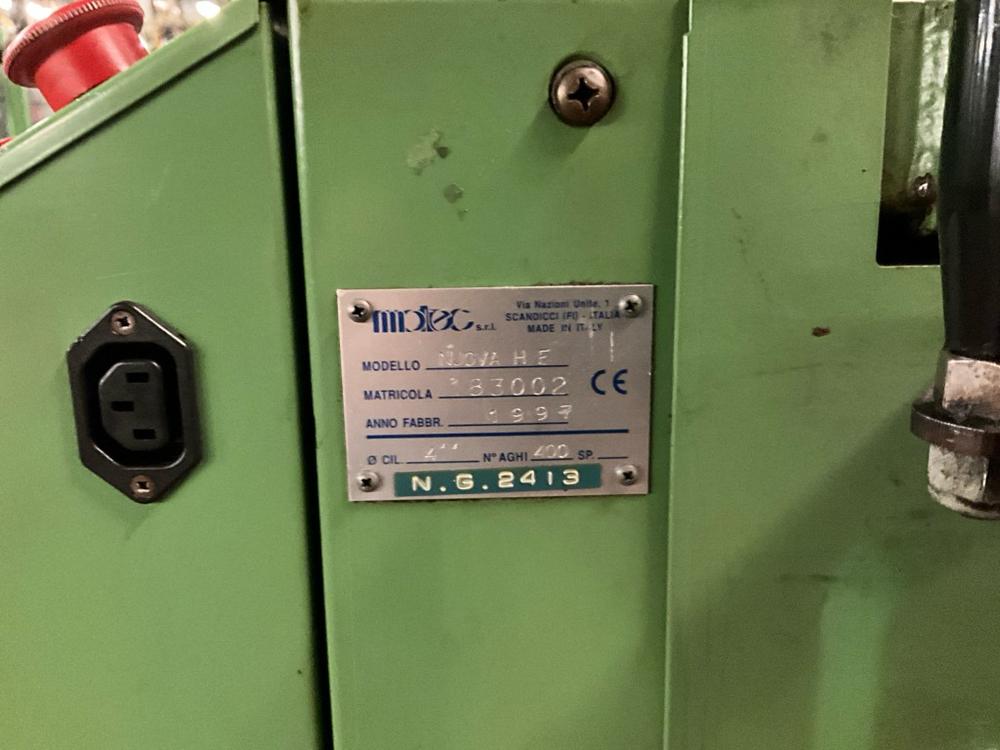 matec s.r.l.
Via Nazioni Unite, 1
SCANDICCI (FI) - ITALIA
MADE IN ITALY
MODELLO NUOVA H E
MATRICOLA 83002
CE
ANNO FABBR. 1997
Ø CIL. 4'' N° AGHI 400 SP.
N.G.2413